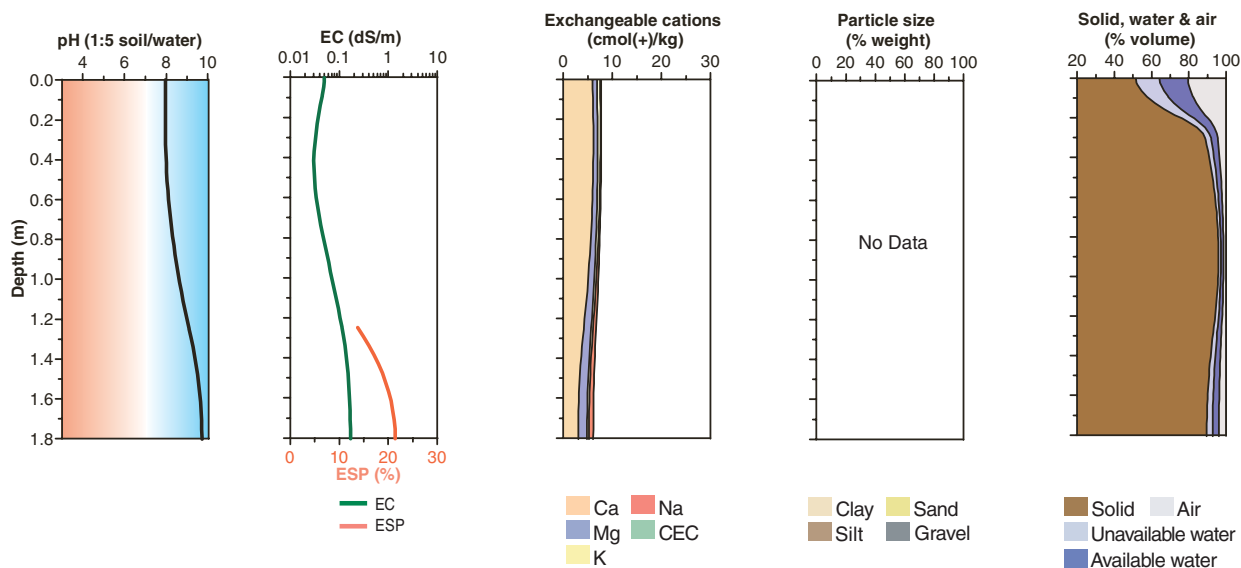 pH (1:5 soil/water)
4 6 8 10
Depth (m)
0.0
0.2
0.4
0.6
0.8
1.0
1.2
1.4
1.6
1.8
EC (dS/m)
0.01 0.1 1 10
0 10 20 30
ESP (%)
EC
ESP
Exchangeable cations
(cmol(+)/kg)
0 10 20 30
Ca Na
Mg CEC
K
Particle size
(% weight)
0 20 40 60 80 100
No Data
Clay Sand
Silt Gravel
Solid, water & air
(% volume)
20 40 60 80 100
Solid Air
Unavailable water
Available water